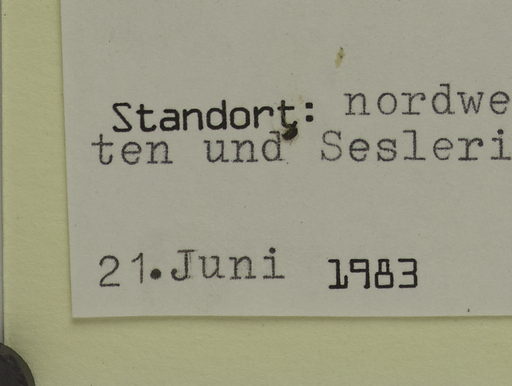 Standort: nordwe
ten und Sesleri
21.Juni 1983